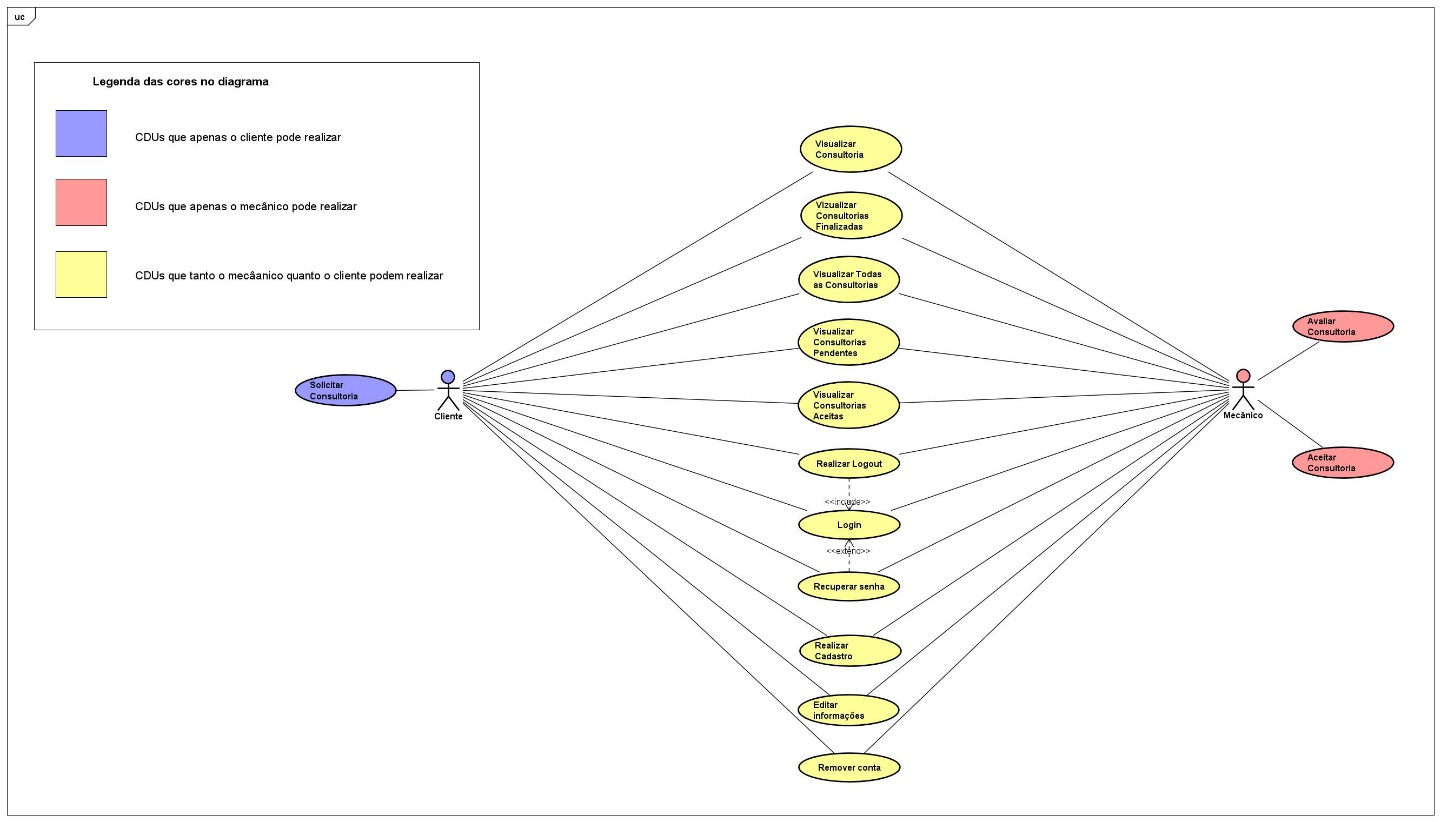 uc
Legenda das cores no diagrama
CDUs que apenas o cliente pode realizar
CDUs que apenas o mecânico pode realizar
CDUs que tanto o mecâanico quanto o cliente podem realizar
Visualizar
Consultoria
Vizualizar
Consultorias
Finalizadas
Visualizar Todas
as Consultorias
Visualizar
Consultorias
Pendentes
Visualizar
Consultorias
Aceitas
Solicitar
Consultoria
Cliente
Mecânico
Avaliar
Consultoria
Aceitar
Consultoria
Realizar Logout
<<include>>
Login
<<extend>>
Recuperar senha
Realizar
Cadastro
Editar
informações
Remover conta